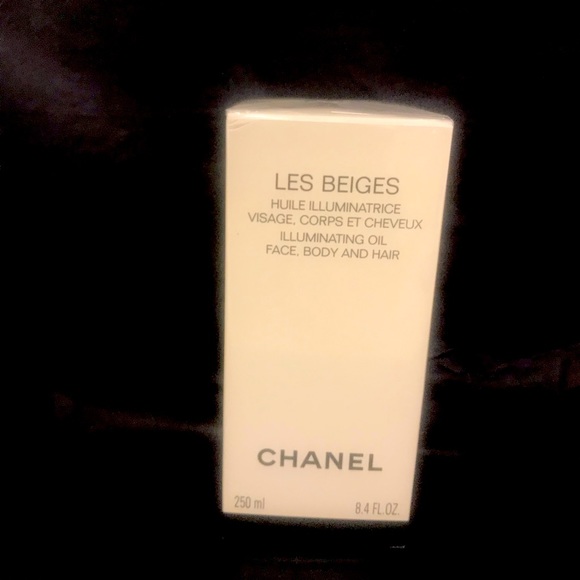 LES BEIGES
HUILE ILLUMINATRICE
VISAGE, CORPS ET CHEVEUX
ILLUMINATING OIL
FACE, BODY AND HAIR
CHANEL
250 ml 8.4 FL.OZ.